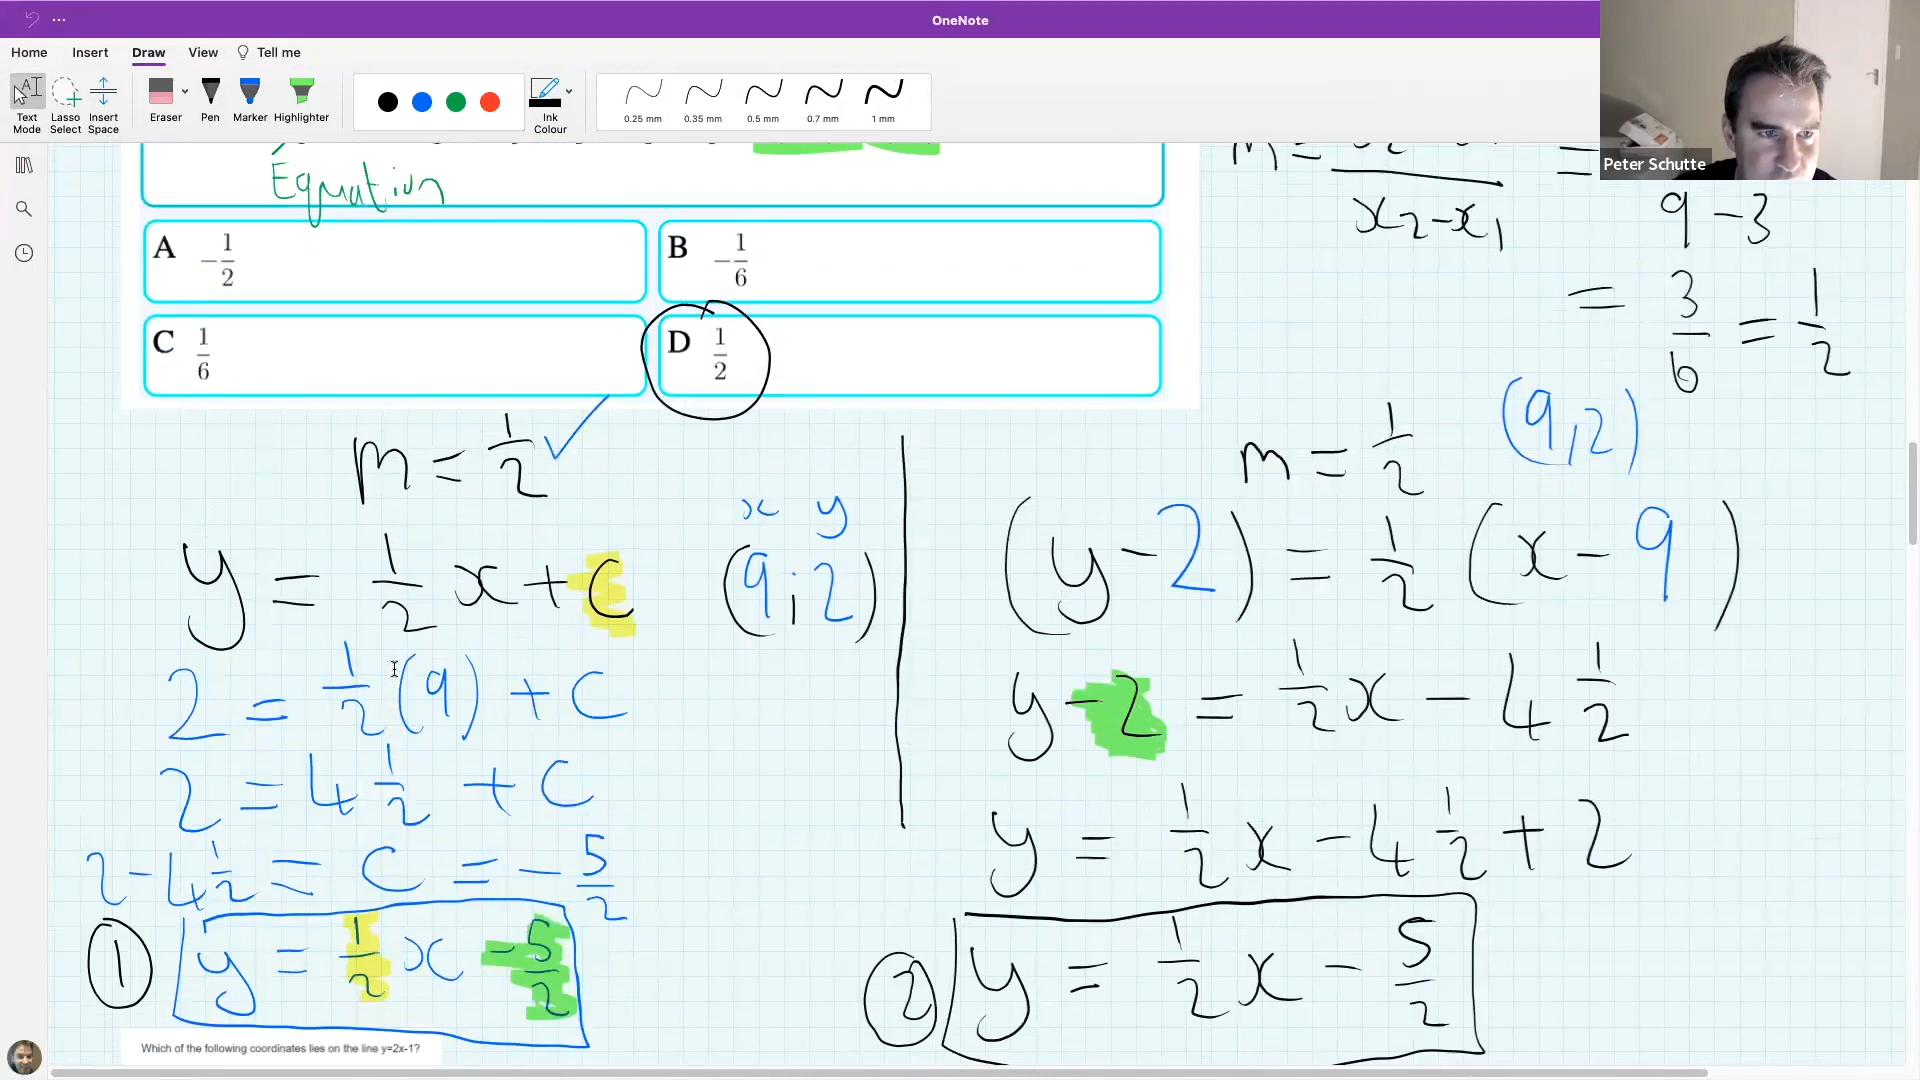 OneNote
Home Insert Draw View Tell me
Text Mode
Lasso Select
Insert Space
Eraser
Pen
Marker
Highlighter
Ink Colour
0.25 mm 0.35 mm 0.5 mm 0.7 mm 1 mm
Peter Schutte
Equation
A -1/2
B -1/6
C 1/6
D 1/2
x2-x1
9-3
= 3/6 = 1/2
m = 1/2
x y
y = 1/2 x + c (9;2)
2 = 1/2 (9) + c
2 = 4 1/2 + c
2 - 4 1/2 = c = -5/2
1 y = 1/2 x - 5/2
m = 1/2 (9,2)
(y-2) = 1/2 (x-9)
y-2 = 1/2 x - 4 1/2
y = 1/2 x - 4 1/2 + 2
2 y = 1/2 x - 5/2
Which of the following coordinates lies on the line y=2x-1?